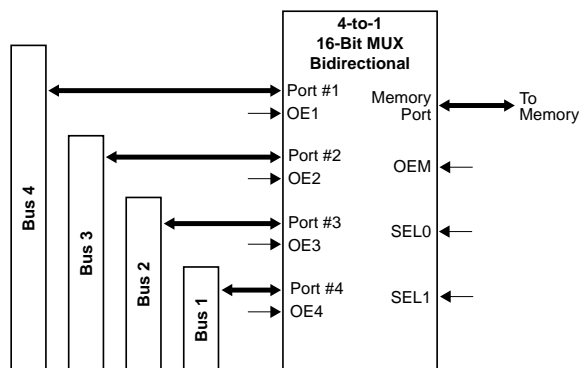 4-to-1
16-Bit MUX
Bidirectional
Port #1
OE1
Memory
Port
To
Memory
Port #2
OE2
OEM
Port #3
OE3
SEL0
Port #4
OE4
SEL1
Bus 4
Bus 3
Bus 2
Bus 1